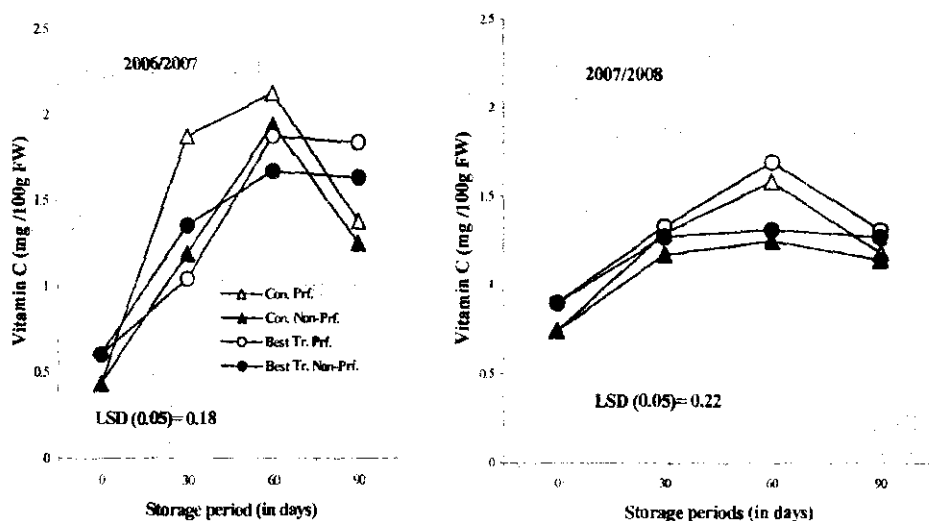 2.5
2
1.5
1
0.5
0
Vitamin C (mg /100g FW)
2006/2007
Con. Prf.
Con. Non-Prf.
Best Tr. Prf.
Best Tr. Non-Prf.
LSD (0.05)= 0.18
0 30 60 90
Storage period (in days)
2.5
2
1.5
1
0.5
0
Vitamin C (mg /100g FW)
2007/2008
LSD (0.05)= 0.22
0 30 60 90
Storage periods (in days)